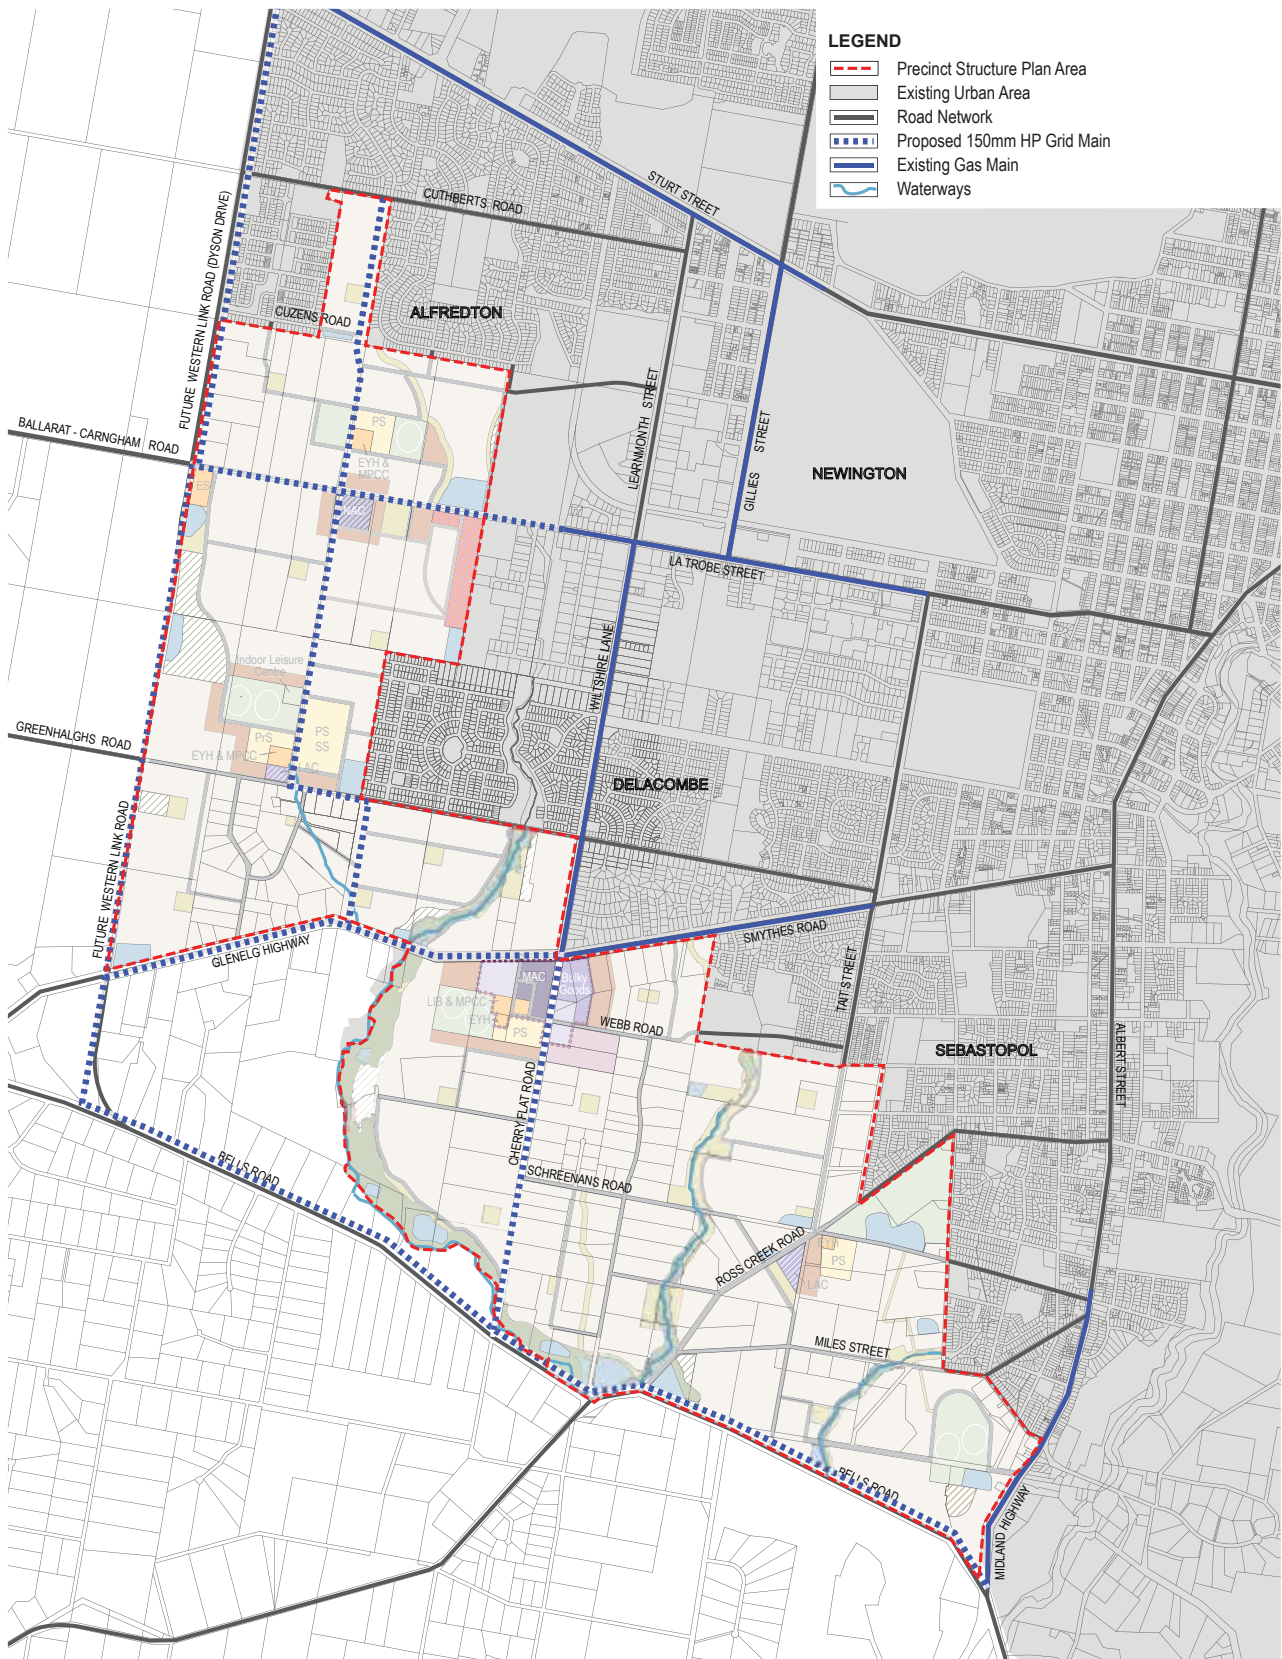 LEGEND
Precinct Structure Plan Area
Existing Urban Area
Road Network
Proposed 150mm HP Grid Main
Existing Gas Main
Waterways
STURT STREET
CUTHBERTS ROAD
FUTURE WESTERN LINK ROAD (DYSON DRIVE)
ALFREDTON
CUZENS ROAD
BALLARAT - CARNGHAM ROAD
PS
EYH &
MPCC
LEARNMONTH STREET
GILLIES STREET
NEWINGTON
ES
NAC
LA TROBE STREET
WILTSHIRE LANE
Indoor Leisure
Centre
GREENHALGHS ROAD
PrS
PS
SS
EYH & MPCC
LAC
DELACOMBE
FUTURE WESTERN LINK ROAD
GLENELG HIGHWAY
SMYTHES ROAD
TAIT STREET
MAC
Bulky
Goods
LIB & MPCC
EYH
PS
WEBB ROAD
SEBASTOPOL
ALBERT STREET
CHERRY FLAT ROAD
BELLS ROAD
SCHREENANS ROAD
ROSS CREEK ROAD
EYH
PS
LAC
MILES STREET
BELLS ROAD
MIDLAND HIGHWAY